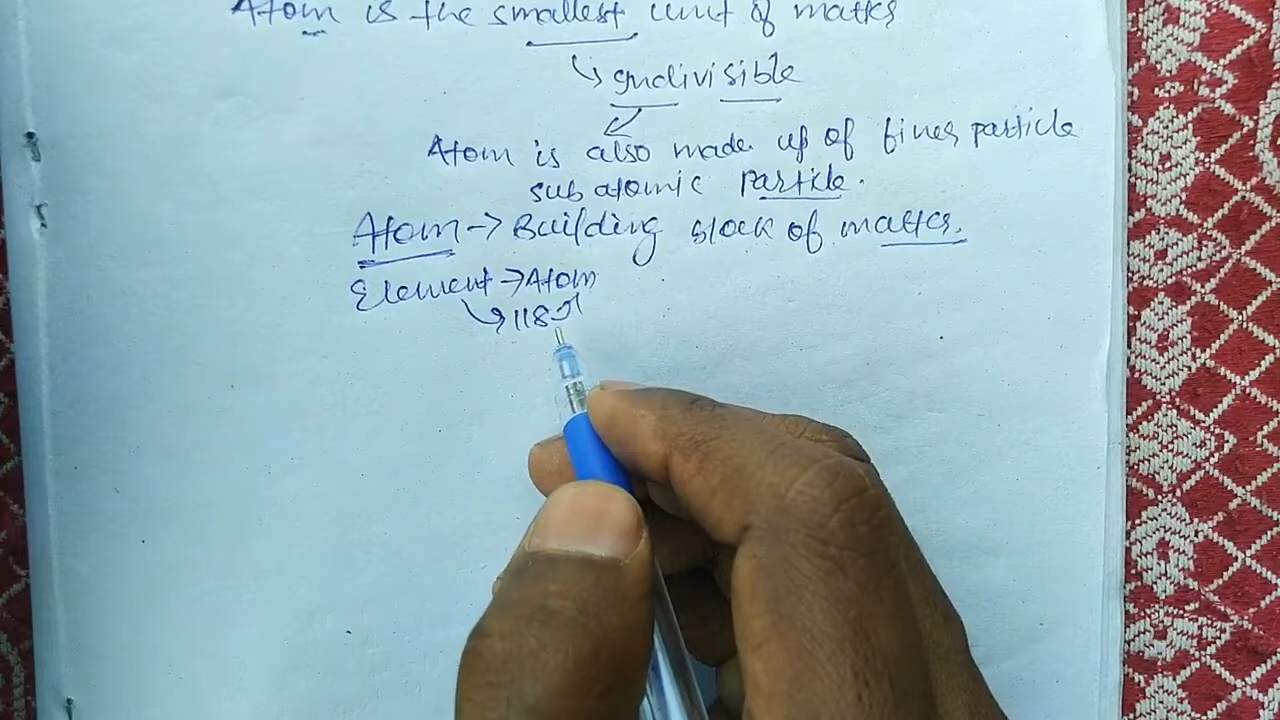 Atom is the smallest unit of matter
↳ indivisible
Atom is also made up of finer particle
sub atomic particle.
Atom → Building block of matter.
Element → Atom
↳ 118